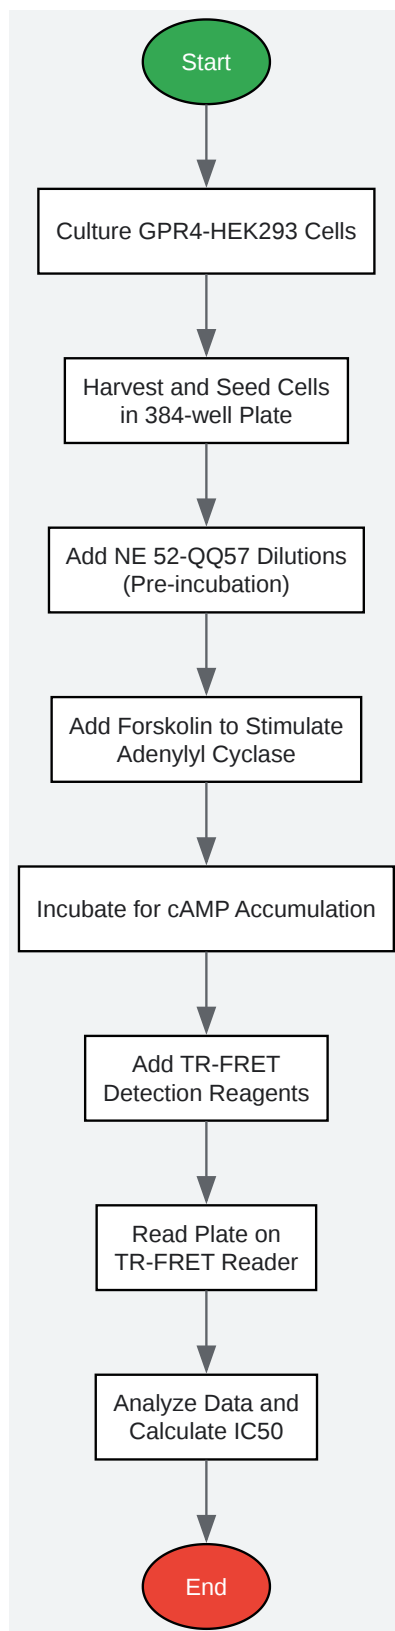 Start
Culture GPR4-HEK293 Cells
Harvest and Seed Cells
in 384-well Plate
Add NE 52-QQ57 Dilutions
(Pre-incubation)
Add Forskolin to Stimulate
Adenylyl Cyclase
Incubate for cAMP Accumulation
Add TR-FRET
Detection Reagents
Read Plate on
TR-FRET Reader
Analyze Data and
Calculate IC50
End